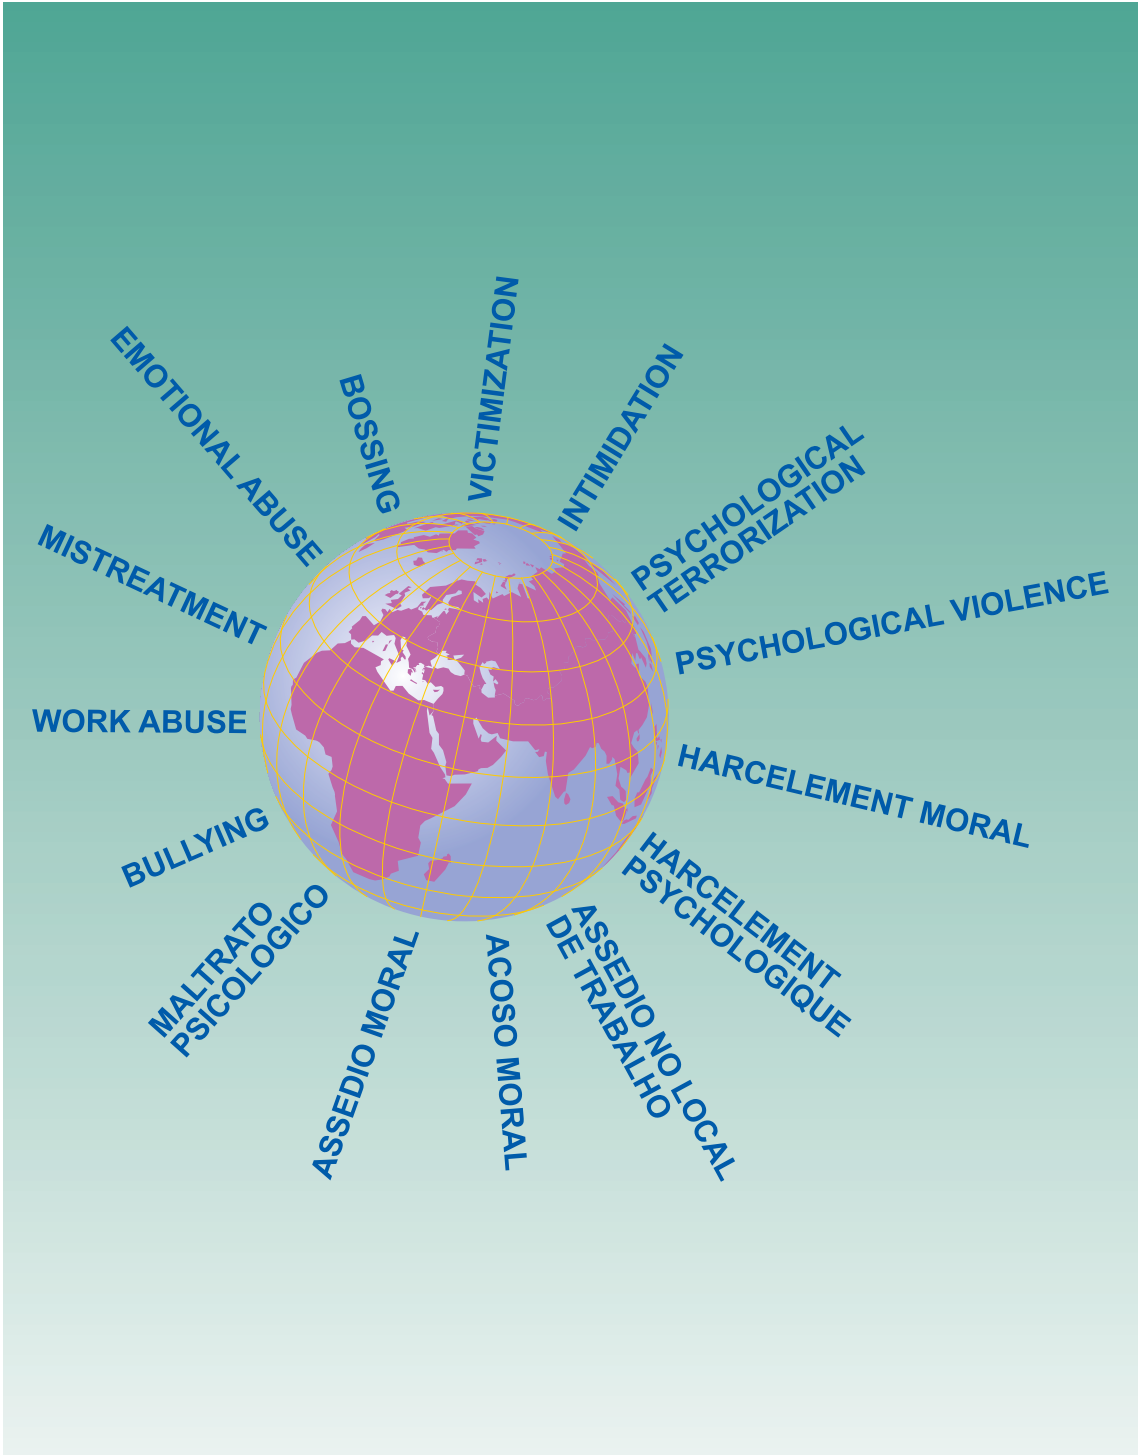 VICTIMIZATION
INTIMIDATION
PSYCHOLOGICAL
TERRORIZATION
PSYCHOLOGICAL VIOLENCE
HARCELEMENT MORAL
HARCELEMENT
PSYCHOLOGIQUE
ASSEDIO NO LOCAL
DE TRABALHO
ACOSO MORAL
ASSEDIO MORAL
MALTRATO
PSICOLOGICO
BULLYING
WORK ABUSE
MISTREATMENT
EMOTIONAL ABUSE
BOSSING